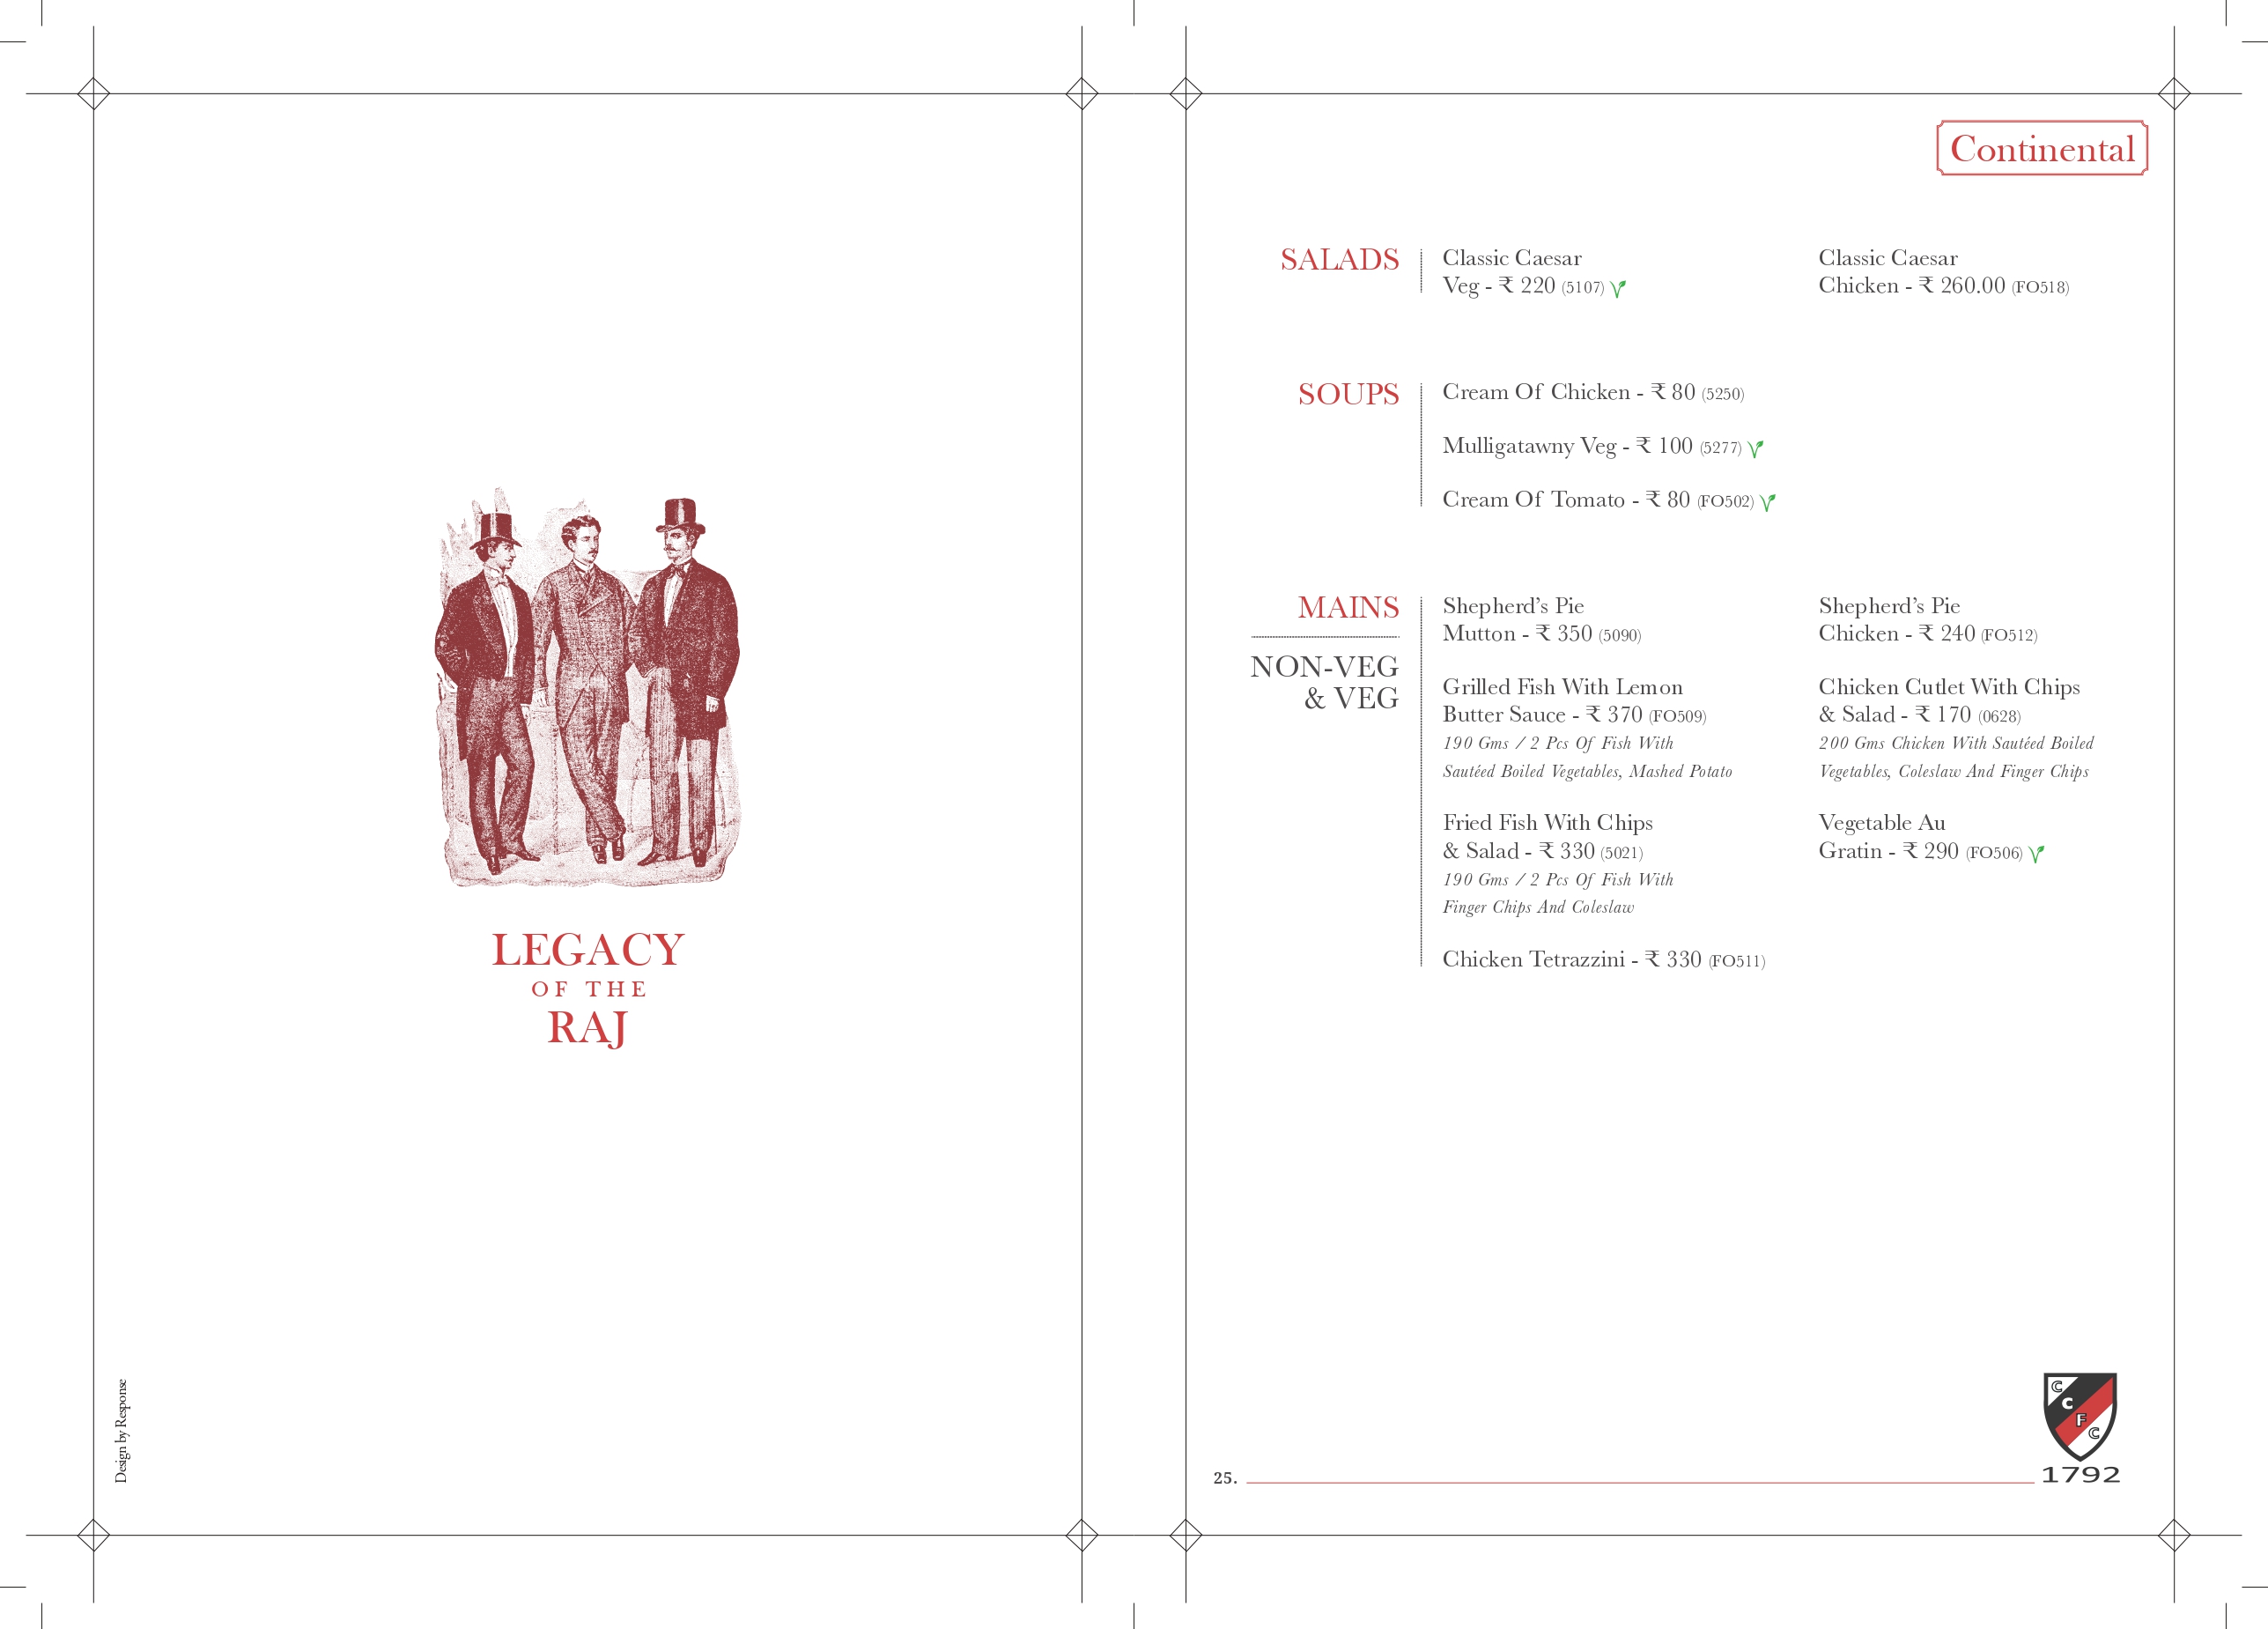 LEGACY
OF THE
RAJ
Design by Response
Continental
SALADS
Classic Caesar
Veg - ₹ 220 (5107)
Classic Caesar
Chicken - ₹ 260.00 (FO518)
SOUPS
Cream Of Chicken - ₹ 80 (5250)
Mulligatawny Veg - ₹ 100 (5277)
Cream Of Tomato - ₹ 80 (FO502)
MAINS
NON-VEG
& VEG
Shepherd’s Pie
Mutton - ₹ 350 (5090)
Grilled Fish With Lemon
Butter Sauce - ₹ 370 (FO509)
190 Gms / 2 Pcs Of Fish With
Sautéed Boiled Vegetables, Mashed Potato
Fried Fish With Chips
& Salad - ₹ 330 (5021)
190 Gms / 2 Pcs Of Fish With
Finger Chips And Coleslaw
Chicken Tetrazzini - ₹ 330 (FO511)
Shepherd’s Pie
Chicken - ₹ 240 (FO512)
Chicken Cutlet With Chips
& Salad - ₹ 170 (0628)
200 Gms Chicken With Sautéed Boiled
Vegetables, Coleslaw And Finger Chips
Vegetable Au
Gratin - ₹ 290 (FO506)
25.
C
C
F
C
1792